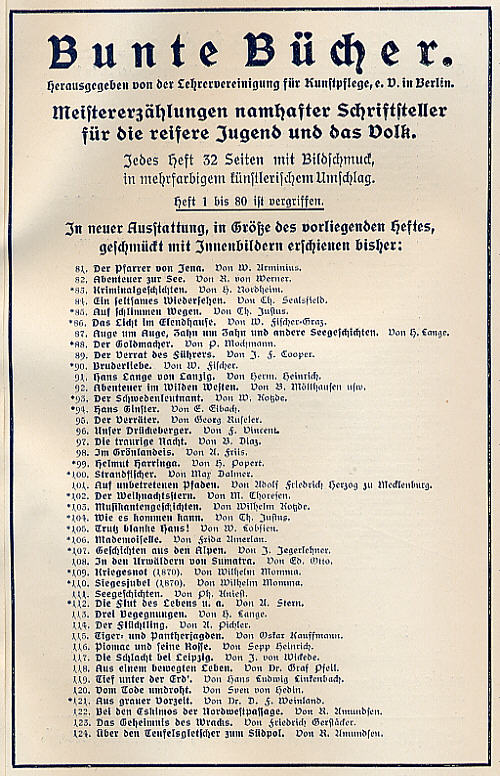 Bunte Bücher.
Herausgegeben von der Lehrervereinigung für Kunstpflege, e. V. in Berlin.
Meistererzählungen namhafter Schriftsteller
für die reifere Jugend und das Volk.
Jedes Heft 32 Seiten mit Bildschmuck,
in mehrfarbigem künstlerischem Umschlag.
Heft 1 bis 80 ist vergriffen.
In neuer Ausstattung, in Größe des vorliegenden Heftes,
geschmückt mit Innenbildern erschienen bisher:
81. Der Pfarrer von Jena. Von W. Arminius.
82. Abenteuer zur See. Von R. von Werner.
*83. Kriminalgeschichten. Von H. Nordheim.
84. Ein seltsames Wiedersehen. Von Ch. Sealsfield.
*85. Auf schlimmen Wegen. Von Th. Justus.
*86. Das Licht im Elendhause. Von W. Fischer-Graz.
87. Auge um Auge, Zahn um Zahn und andere Seegeschichten. Von H. Lange.
*88. Der Goldmacher. Von P. Mochmann.
89. Der Verrat des Führers. Von J. F. Cooper.
*90. Bruderliebe. Von W. Fischer.
91. Hans Lange von Lanzig. Von Herm. Heinrich.
92. Abenteuer im Wilden Westen. Von B. Möllhausen usw.
*93. Der Schwedenleutnant. Von W. Kotzde.
*94. Hans Ginster. Von E. Eibach.
95. Der Verräter. Von Georg Ruseler.
96. Unser Drückeberger. Von F. Vincent.
97. Die traurige Nacht. Von B. Diaz.
98. Im Grönlandeis. Von A. Friis.
*99. Helmut Harringa. Von H. Popert.
*100. Strandfischer. Von Max Dalmer.
101. Auf unbetretenen Pfaden. Von Adolf Friedrich Herzog zu Mecklenburg.
*102. Der Weihnachtsstern. Von M. Thoresen.
*103. Musikantengeschichten. Von Wilhelm Kotzde.
*104. Wie es kommen kann. Von Th. Justus.
*105. Trutz blanke Hans! Von W. Lobsien.
*106. Mademoiselle. Von Frida Amerlan.
*107. Geschichten aus den Alpen. Von J. Jegerlehner.
108. In den Urwäldern von Sumatra. Von Ed. Otto.
*109. Kriegesnot (1870). Von Wilhelm Momma.
*110. Siegesjubel (1870). Von Wilhelm Momma.
111. Seegeschichten. Von Ph. Kniest.
*112. Die Flut des Lebens u. a. Von A. Stern.
113. Drei Begegnungen. Von H. Lange.
114. Der Flüchtling. Von A. Pichler.
115. Tiger- und Pantherjagden. Von Oskar Kauffmann.
116. Piomac und seine Rosse. Von Sepp Heinrich.
117. Die Schlacht bei Leipzig. Von J. von Wickede.
118. Aus einem bewegten Leben. Von Dr. Graf Pfeil.
119. Tief unter der Erd'. Von Hans Ludwig Linkenbach.
120. Vom Tode umdroht. Von Sven von Hedin.
*121. Aus grauer Vorzeit. Von Dr. D. F. Weinland.
122. Bei den Eskimos der Nordwestpassage. Von R. Amundsen.
123. Das Geheimnis des Wracks. Von Friedrich Gerstäcker.
124. Über den Teufelsgletscher zum Südpol. Von R. Amundsen.